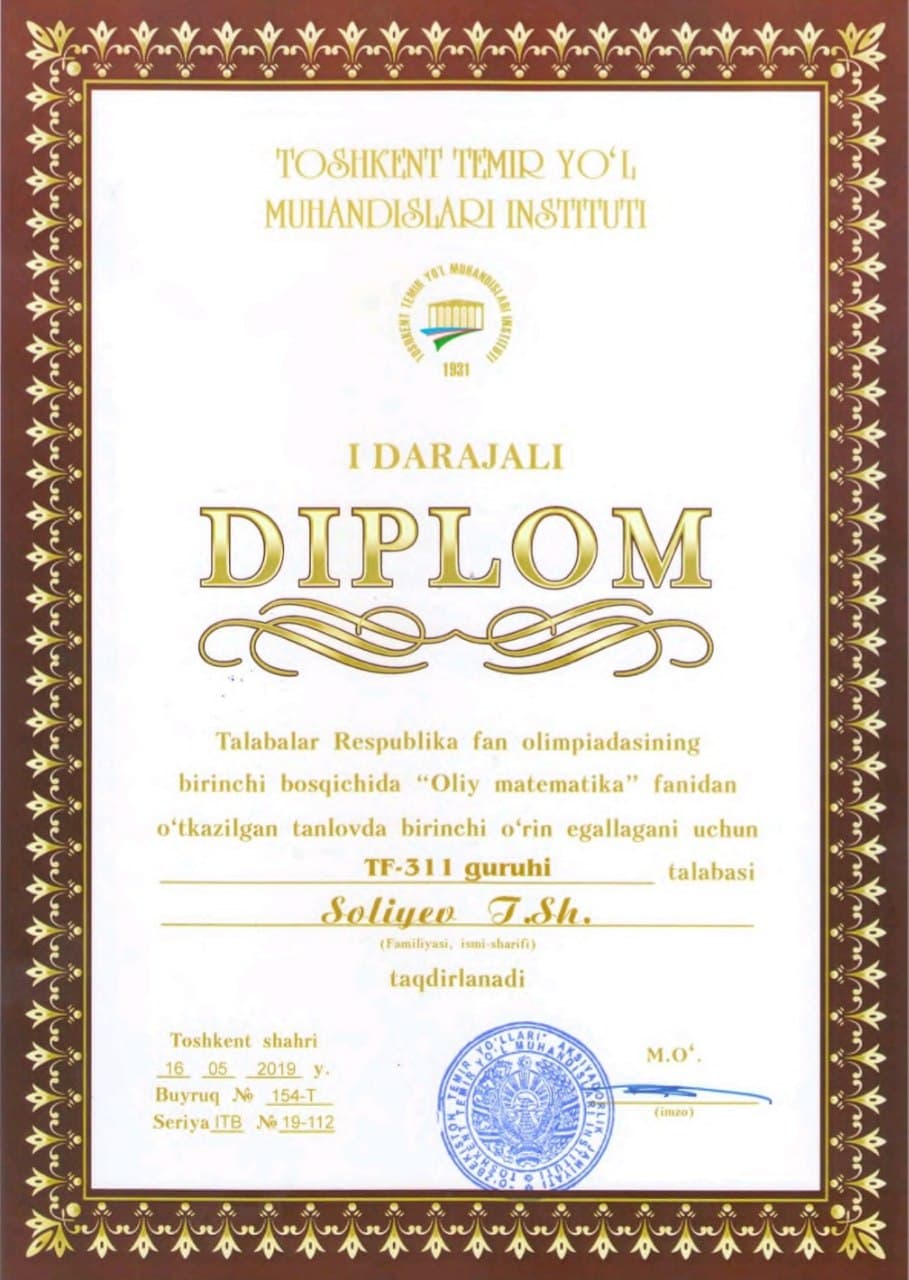 TOSHKENT TEMIR YO‘L
MUHANDISLARI INSTITUTI
TOSHKENT TEMIR YO‘L MUHANDISLARI INSTITUTI
1931
I DARAJALI
DIPLOM
Talabalar Respublika fan olimpiadasining
birinchi bosqichida “Oliy matematika” fanidan
o‘tkazilgan tanlovda birinchi o‘rin egallagani uchun
TF-311 guruhi talabasi
Soliyev T.Sh.
(Familiyasi, ismi-sharifi)
taqdirlanadi
Toshkent shahri
16 05 2019 y.
Buyruq № 154-T
Seriya ITB № 19-112
M.O‘.
(imzo)
"O‘ZBEKISTON TEMIR YO‘LLARI" AKSIYADORLIK JAMIYATI
TOSHKENT TEMIR YO‘L MUHANDISLARI INSTITUTI